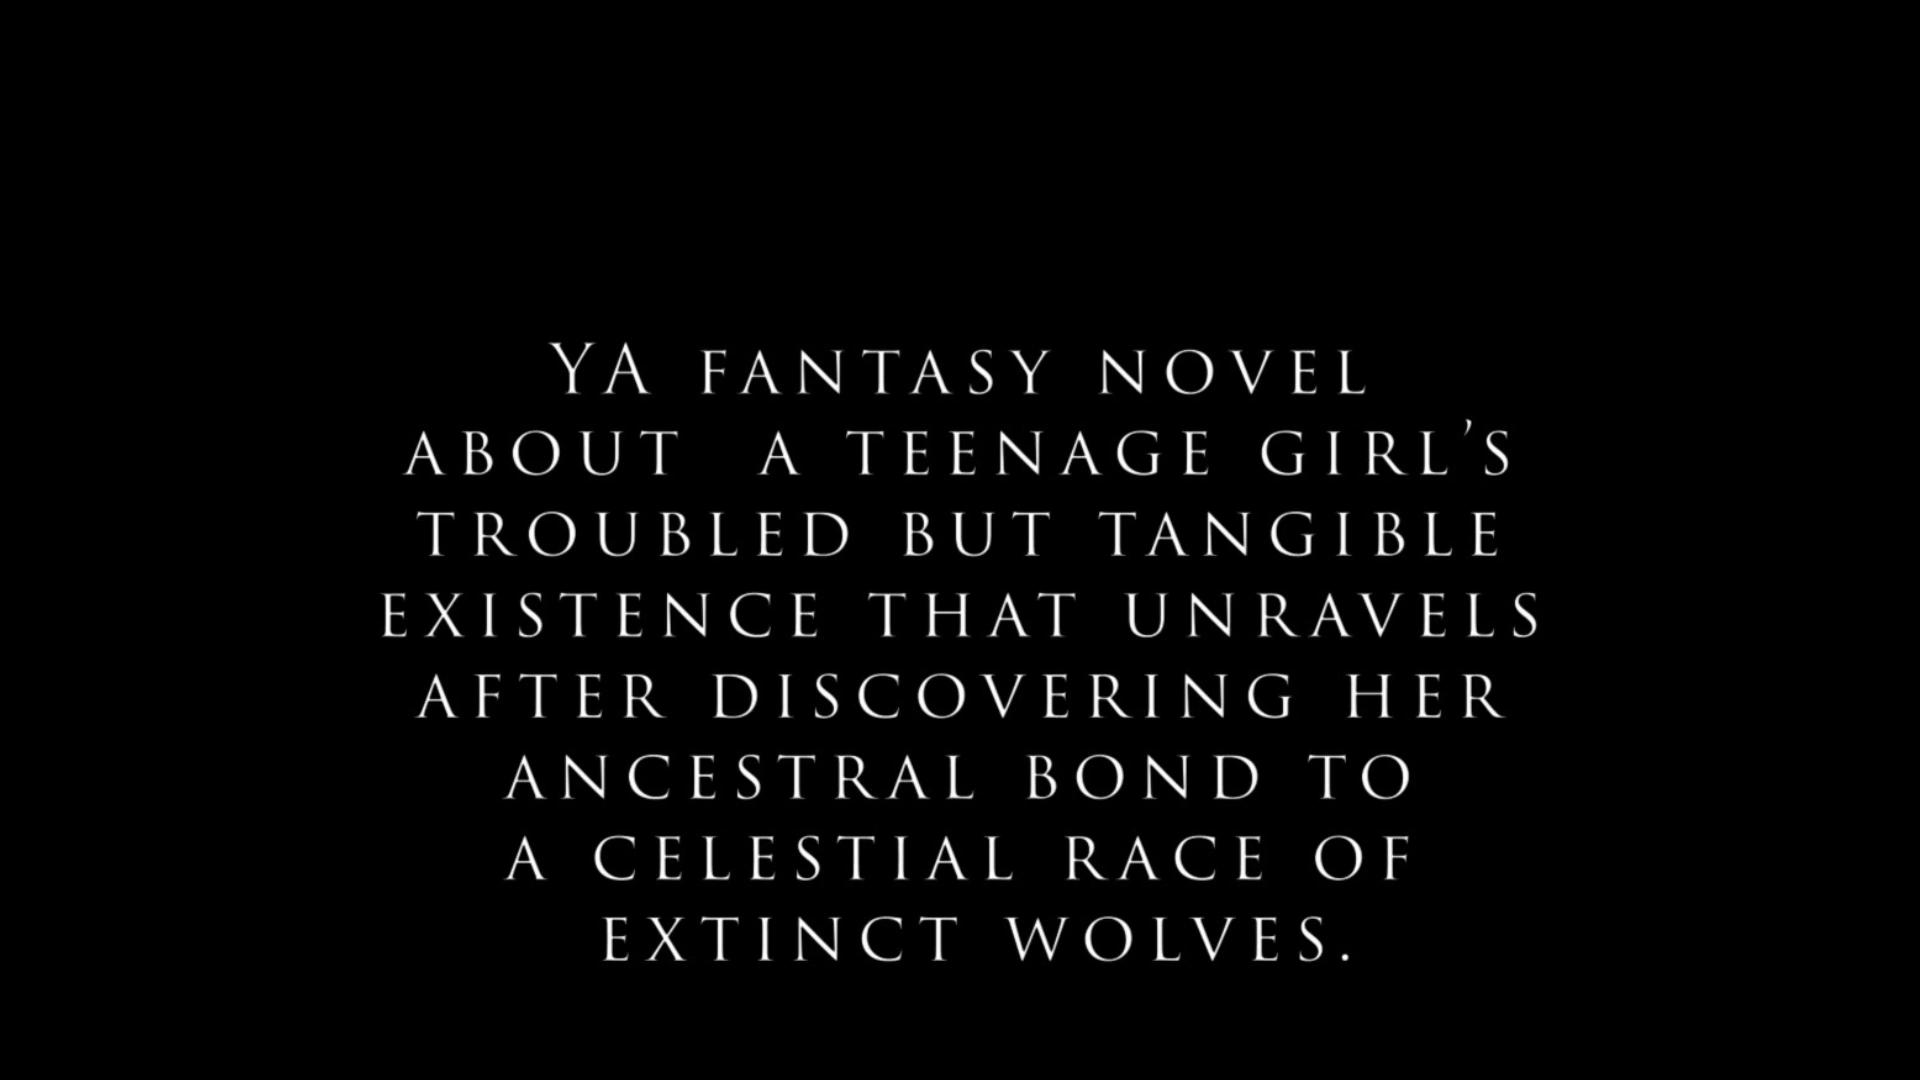 YA FANTASY NOVEL
ABOUT A TEENAGE GIRL'S
TROUBLED BUT TANGIBLE
EXISTENCE THAT UNRAVELS
AFTER DISCOVERING HER
ANCESTRAL BOND TO
A CELESTIAL RACE OF
EXTINCT WOLVES.